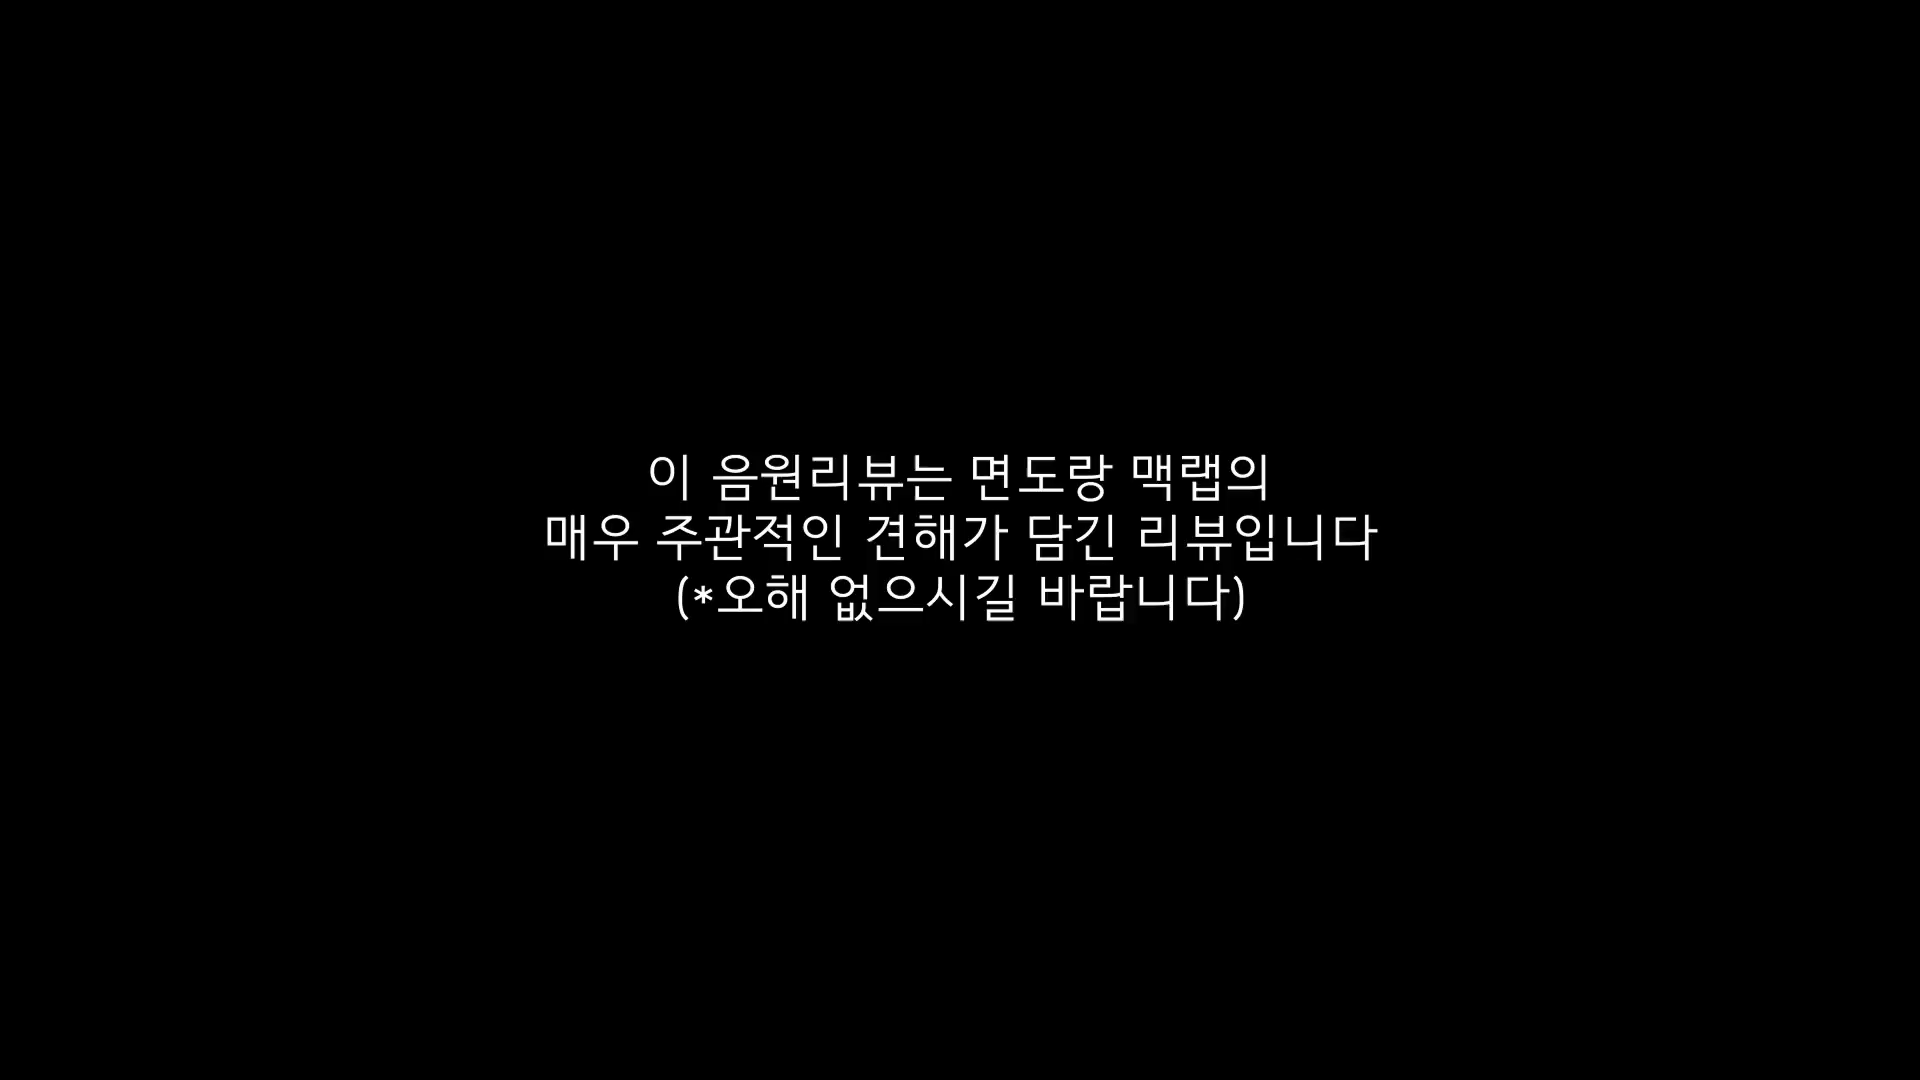 이 음원리뷰는 면도랑 맥랩의
매우 주관적인 견해가 담긴 리뷰입니다
(*오해 없으시길 바랍니다)